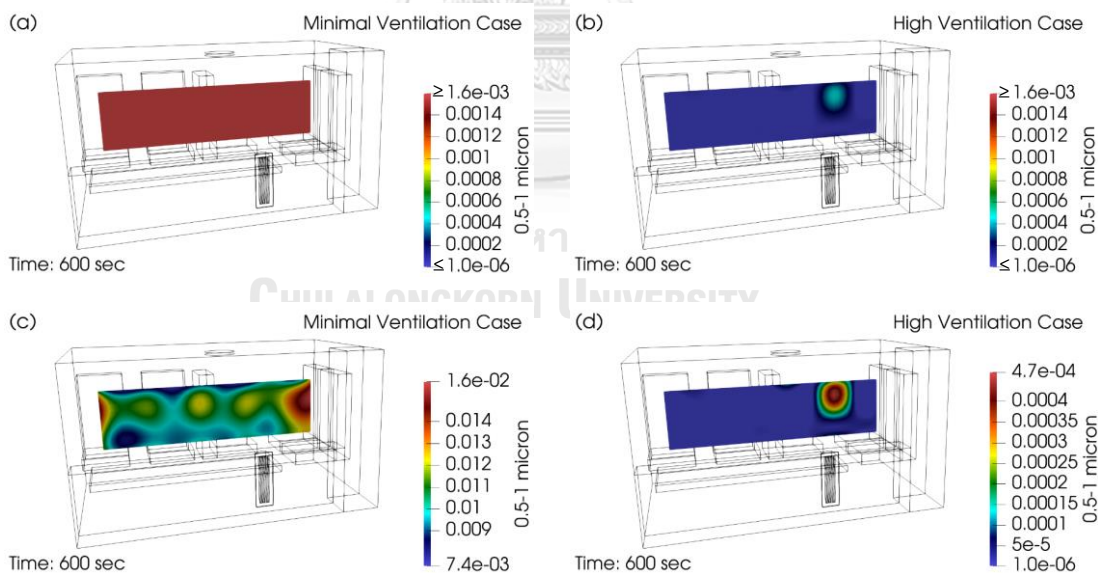 (a)
Minimal Ventilation Case
≥ 1.6e-03
0.0014
0.0012
0.001
0.0008
0.0006
0.0004
0.0002
≤ 1.0e-06
0.5-1 micron
Time: 600 sec
(b)
High Ventilation Case
≥ 1.6e-03
0.0014
0.0012
0.001
0.0008
0.0006
0.0004
0.0002
≤ 1.0e-06
0.5-1 micron
Time: 600 sec
CHULALONGKORN UNIVERSITY
(c)
Minimal Ventilation Case
1.6e-02
0.014
0.013
0.012
0.011
0.01
0.009
7.4e-03
0.5-1 micron
Time: 600 sec
(d)
High Ventilation Case
4.7e-04
0.0004
0.00035
0.0003
0.00025
0.0002
0.00015
0.0001
5e-5
1.0e-06
0.5-1 micron
Time: 600 sec